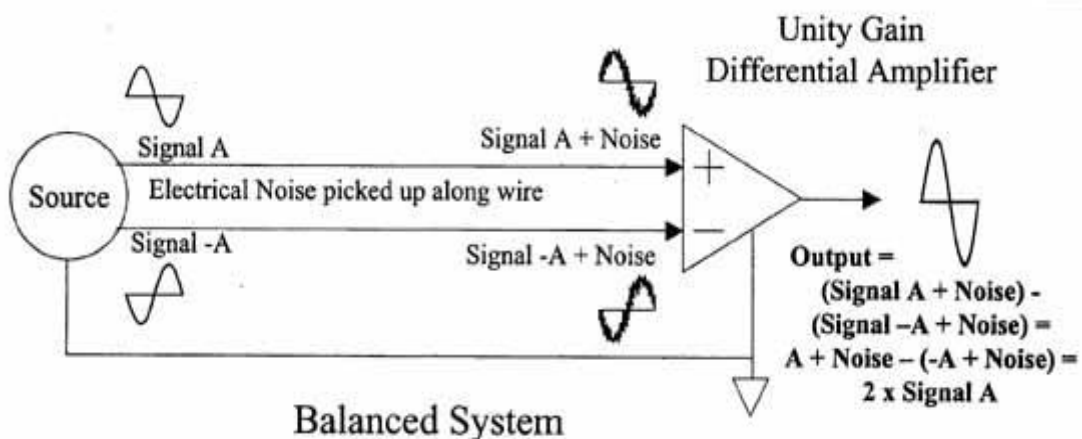 Unity Gain
Differential Amplifier
Signal A
Signal A + Noise
Source
Electrical Noise picked up along wire
+
−
Signal -A
Signal -A + Noise
Output =
(Signal A + Noise) -
(Signal –A + Noise) =
A + Noise – (-A + Noise) =
2 x Signal A
Balanced System